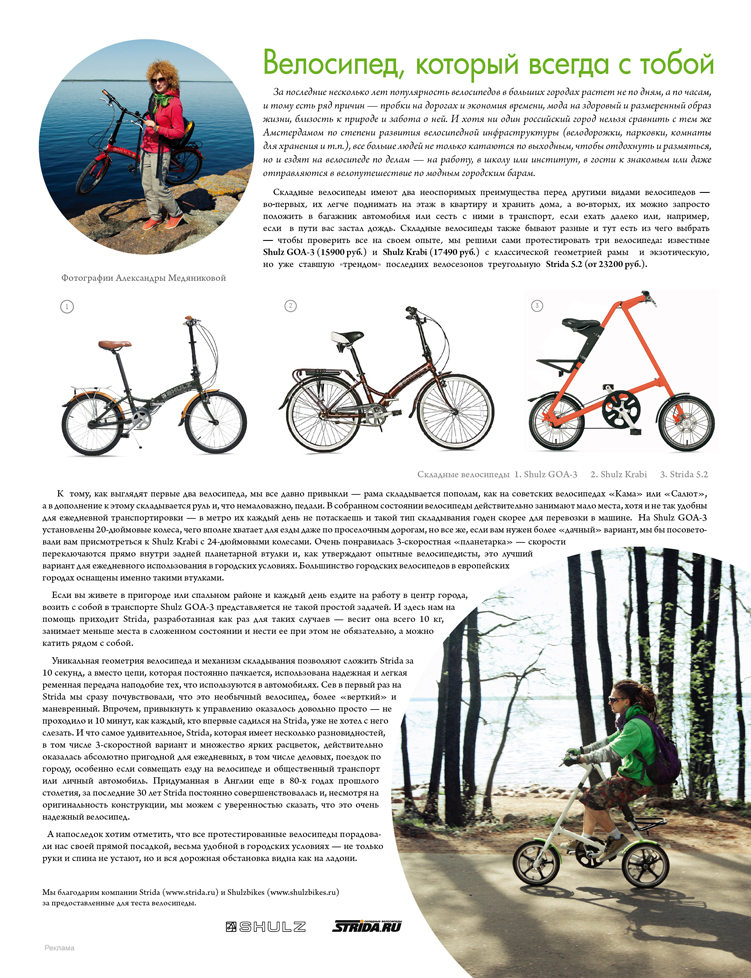 Велосипед, который всегда с тобой
За последние несколько лет популярность велосипедов в больших городах растет не по дням, а по часам,
и тому есть ряд причин — пробки на дорогах и экономия времени, мода на здоровый и размеренный образ
жизни, близость к природе и забота о ней. И хотя ни один российский город нельзя сравнить с тем же
Амстердамом по степени развития велосипедной инфраструктуры (велодорожки, парковки, комнаты
для хранения и т.п.), все больше людей не только катаются по выходным, чтобы отдохнуть и размяться,
но и ездят на велосипеде по делам — на работу, в школу или институт, в гости к знакомым или даже
отправляются в велопутешествие по модным городским барам.
Складные велосипеды имеют два неоспоримых преимущества перед другими видами велосипедов —
во-первых, их легче поднимать на этаж в квартиру и хранить дома, а во-вторых, их можно запросто
положить в багажник автомобиля или сесть с ними в транспорт, если ехать далеко или, например,
если в пути вас застал дождь. Складные велосипеды также бывают разные и тут есть из чего выбрать
— чтобы проверить все на своем опыте, мы решили сами протестировать три велосипеда: известные
Shulz GOA-3 (15900 руб.) и Shulz Krabi (17490 руб.) с классической геометрией рамы и экзотическую,
но уже ставшую «трендом» последних велосезонов треугольную Strida 5.2 (от 23200 руб.).
Фотографии Александры Медяниковой
1
2
3
SHULZ
Складные велосипеды 1. Shulz GOA-3 2. Shulz Krabi 3. Strida 5.2
К тому, как выглядят первые два велосипеда, мы все давно привыкли — рама складывается пополам, как на советских велосипедах «Кама» или «Салют»,
а в дополнение к этому складывается руль и, что немаловажно, педали. В собранном состоянии велосипеды действительно занимают мало места, хотя и не так удобны
для ежедневной транспортировки — в метро их каждый день не потаскаешь и такой тип складывания годен скорее для перевозки в машине. На Shulz GOA-3
установлены 20-дюймовые колеса, чего вполне хватает для езды даже по проселочным дорогам, но все же, если вам нужен более «дачный» вариант, мы бы посовето-
вали вам присмотреться к Shulz Krabi с 24-дюймовыми колесами. Очень понравилась 3-скоростная «планетарка» — скорости
переключаются прямо внутри задней планетарной втулки и, как утверждают опытные велосипедисты, это лучший
вариант для ежедневного использования в городских условиях. Большинство городских велосипедов в европейских
городах оснащены именно такими втулками.
Если вы живете в пригороде или спальном районе и каждый день ездите на работу в центр города,
возить с собой в транспорте Shulz GOA-3 представляется не такой простой задачей. И здесь нам на
помощь приходит Strida, разработанная как раз для таких случаев — весит она всего 10 кг,
занимает меньше места в сложенном состоянии и нести ее при этом не обязательно, а можно
катить рядом с собой.
Уникальная геометрия велосипеда и механизм складывания позволяют сложить Strida за
10 секунд, а вместо цепи, которая постоянно пачкается, использована надежная и легкая
ременная передача наподобие тех, что используются в автомобилях. Сев в первый раз на
Strida мы сразу почувствовали, что это необычный велосипед, более «верткий» и
маневренный. Впрочем, привыкнуть к управлению оказалось довольно просто — не
проходило и 10 минут, как каждый, кто впервые садился на Strida, уже не хотел с него
слезать. И что самое удивительное, Strida, которая имеет несколько разновидностей,
в том числе 3-скоростной вариант и множество ярких расцветок, действительно
оказалась абсолютно пригодной для ежедневных, в том числе деловых, поездок по
городу, особенно если совмещать езду на велосипеде и общественный транспорт
или личный автомобиль. Придуманная в Англии еще в 80-х годах прошлого
столетия, за последние 30 лет Strida постоянно совершенствовалась и, несмотря на
оригинальность конструкции, мы можем с уверенностью сказать, что это очень
надежный велосипед.
А напоследок хотим отметить, что все протестированные велосипеды порадова-
ли нас своей прямой посадкой, весьма удобной в городских условиях — не только
руки и спина не устают, но и вся дорожная обстановка видна как на ладони.
Мы благодарим компании Strida (www.strida.ru) и Shulzbikes (www.shulzbikes.ru)
за предоставленные для теста велосипеды.
SHULZ STRIDA.RU
Реклама